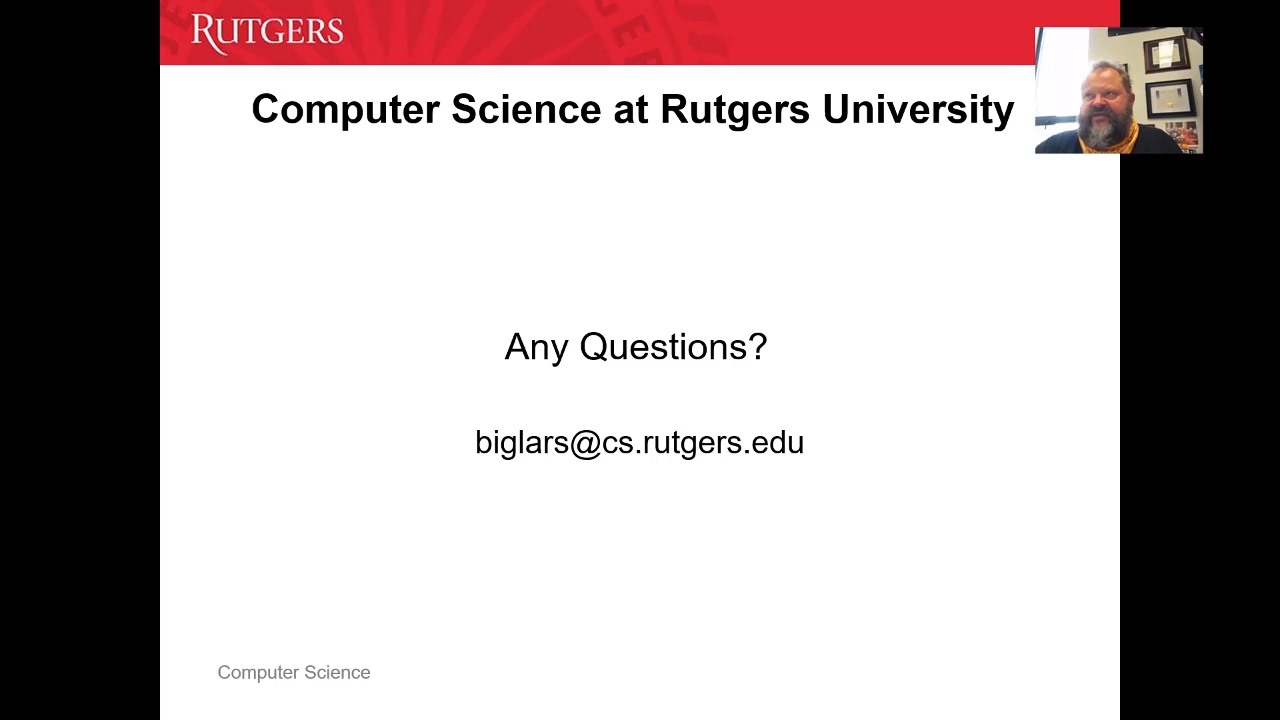 RUTGERS
Computer Science at Rutgers University
Any Questions?
biglars@cs.rutgers.edu
Computer Science